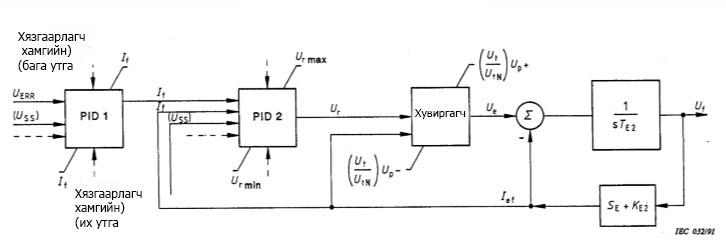 Хязгаарлагч
хамгийн)
(бага утга
I_f
U_ERR
(U_SS)
PID 1
I_f
Хязгаарлагч
хамгийн)
(их утга
I_f
I_f
(U_SS)
U_r max
PID 2
U_r min
U_r
(U_t/U_tN) U_p+
Хувиргагч
(U_t/U_tN) U_p−
U_e
Σ
-
1/sT_E2
U_f
I_ef
S_E + K_E2
IEC 032/91